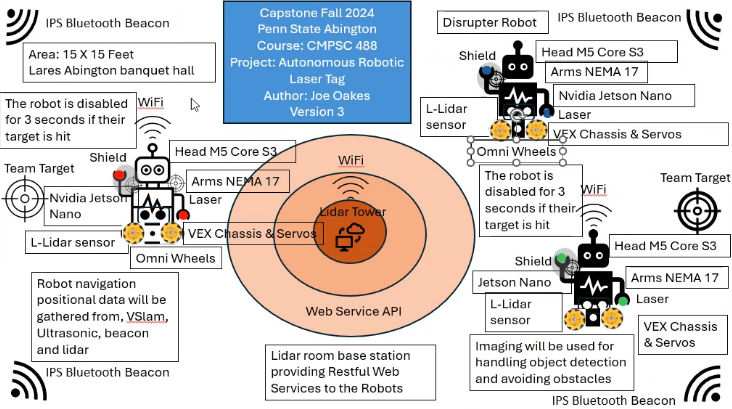 IPS Bluetooth Beacon
Capstone Fall 2024
Penn State Abington
Course: CMPSC 488
Project: Autonomous Robotic
Laser Tag
Author: Joe Oakes
Version 3
Disrupter Robot
IPS Bluetooth Beacon
Area: 15 X 15 Feet
Lares Abington banquet hall
The robot is disabled
for 3 seconds if their
target is hit
WiFi
Shield
Head M5 Core S3
Team Target
Arms NEMA 17
Nvidia Jetson
Nano
Laser
L-Lidar sensor
VEX Chassis & Servos
Omni Wheels
Robot navigation
positional data will be
gathered from, VSlam,
Ultrasonic, beacon
and lidar
IPS Bluetooth Beacon
WiFi
Lidar Tower
Web Service API
Lidar room base station
providing Restful Web
Services to the Robots
Shield
Head M5 Core S3
Arms NEMA 17
Nvidia Jetson Nano
L-Lidar
sensor
Laser
VEX Chassis & Servos
Omni Wheels
The robot is
disabled for 3
seconds if their
target is hit
WiFi
Team Target
Head M5 Core S3
Shield
Arms NEMA 17
Jetson Nano
Laser
L-Lidar
sensor
VEX Chassis
& Servos
Imaging will be used for
handling object detection
and avoiding obstacles
IPS Bluetooth Beacon